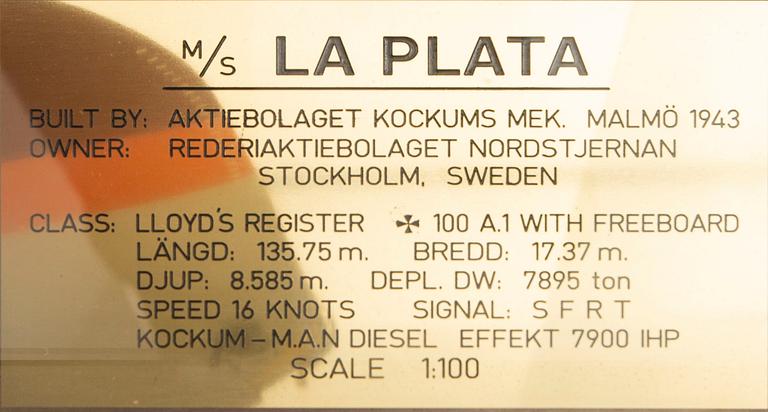 M/S LA PLATA
BUILT BY: AKTIEBOLAGET KOCKUMS MEK. MALMÖ 1943
OWNER: REDERIAKTIEBOLAGET NORDSTJERNAN
STOCKHOLM, SWEDEN
CLASS: LLOYD'S REGISTER ✠ 100 A.1 WITH FREEBOARD
LÄNGD: 135.75 m. BREDD: 17.37 m.
DJUP: 8.585 m. DEPL. DW: 7895 ton
SPEED 16 KNOTS SIGNAL: S F R T
KOCKUM – M.A.N DIESEL EFFEKT 7900 IHP
SCALE 1:100